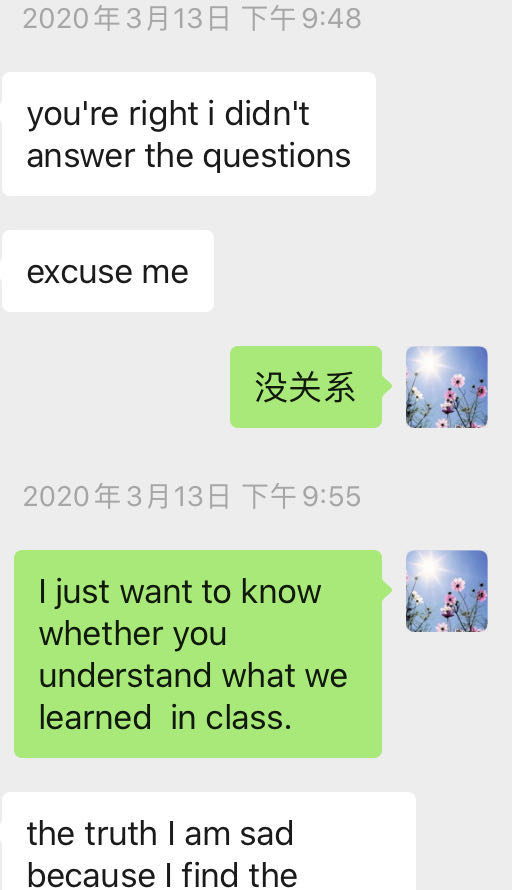 2020年3月13日 下午9:48
you're right i didn't
answer the questions
excuse me
没关系
2020年3月13日 下午9:55
I just want to know
whether you
understand what we
learned  in class.
the truth I am sad
because I find the